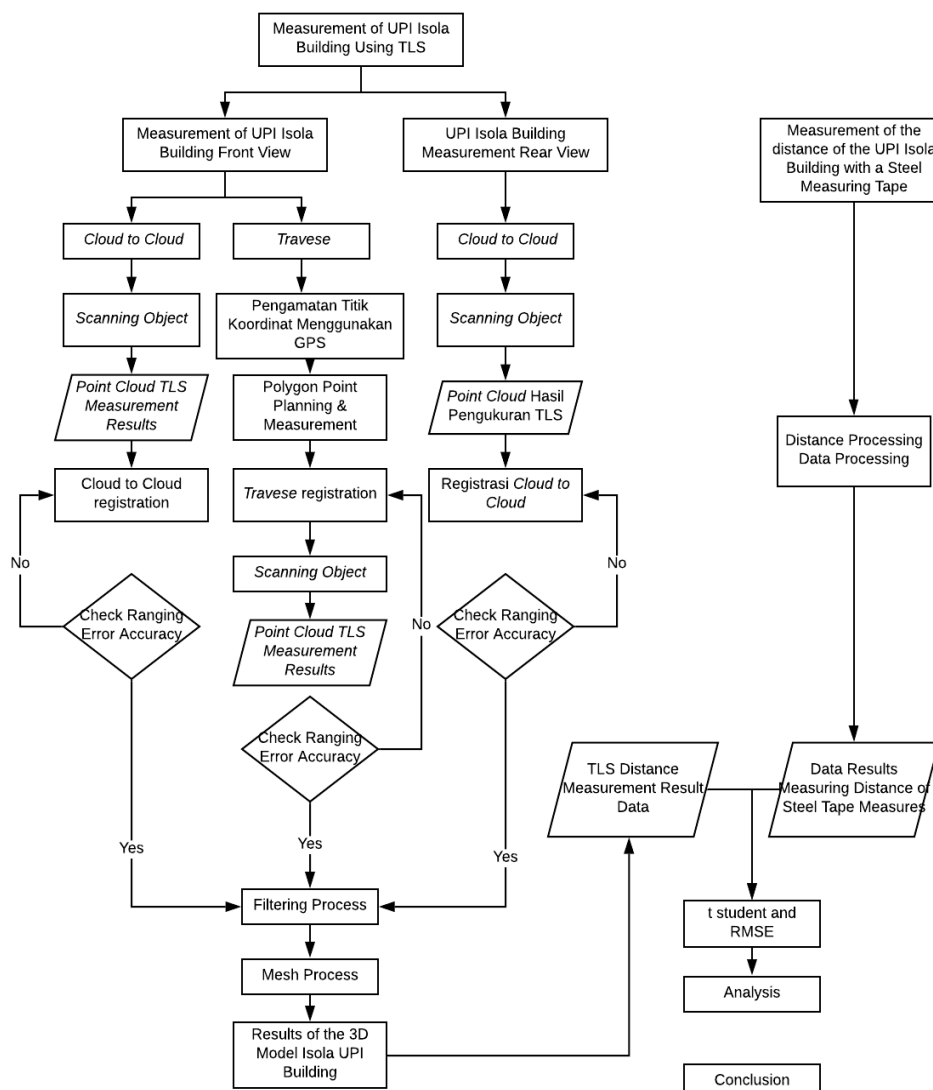 Measurement of UPI Isola
Building Using TLS
Measurement of UPI Isola
Building Front View
UPI Isola Building
Measurement Rear View
Measurement of the
distance of the UPI Isola
Building with a Steel
Measuring Tape
Cloud to Cloud
Travese
Cloud to Cloud
Scanning Object
Pengamatan Titik
Koordinat Menggunakan
GPS
Scanning Object
Point Cloud TLS
Measurement
Results
Polygon Point
Planning &
Measurement
Point Cloud Hasil
Pengukuran TLS
Distance Processing
Data Processing
Cloud to Cloud
registration
Travese registration
Registrasi Cloud to
Cloud
No
Scanning Object
No
Check Ranging
Error Accuracy
Point Cloud TLS
Measurement
Results
No
Check Ranging
Error Accuracy
Check Ranging
Error Accuracy
TLS Distance
Measurement Result
Data
Data Results
Measuring Distance of
Steel Tape Measures
Yes
Yes
Yes
Filtering Process
t student and
RMSE
Mesh Process
Analysis
Results of the 3D
Model Isola UPI
Building
Conclusion